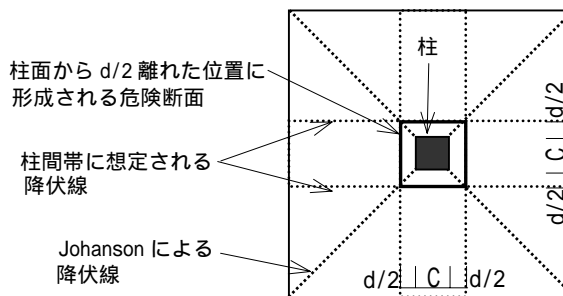 柱
柱面から d/2 離れた位置に
形成される危険断面
柱間帯に想定される
降伏線
Johanson による
降伏線
d/2
C
d/2
d/2
C
d/2